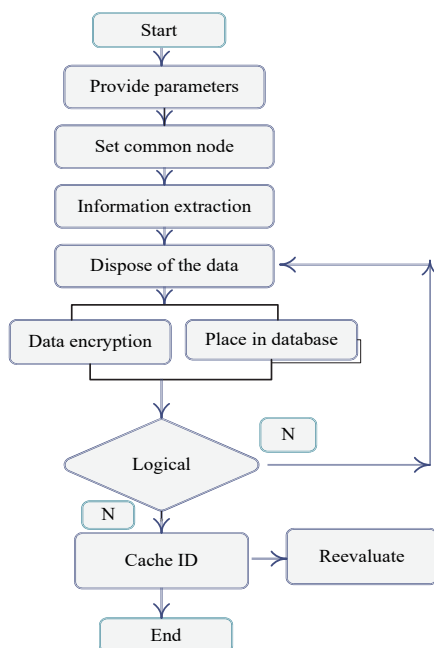 Start
Provide parameters
Set common node
Information extraction
Dispose of the data
Data encryption
Place in database
N
Logical
N
Cache ID
Reevaluate
End